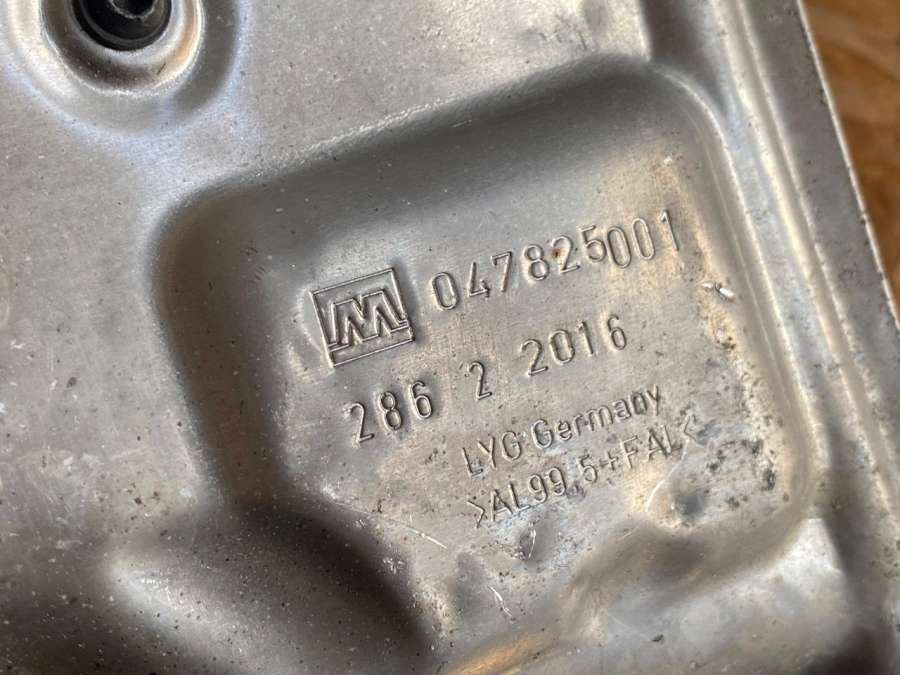 M 047825001
286 2 2016
LYG Germany
>AL99,5+FAL<